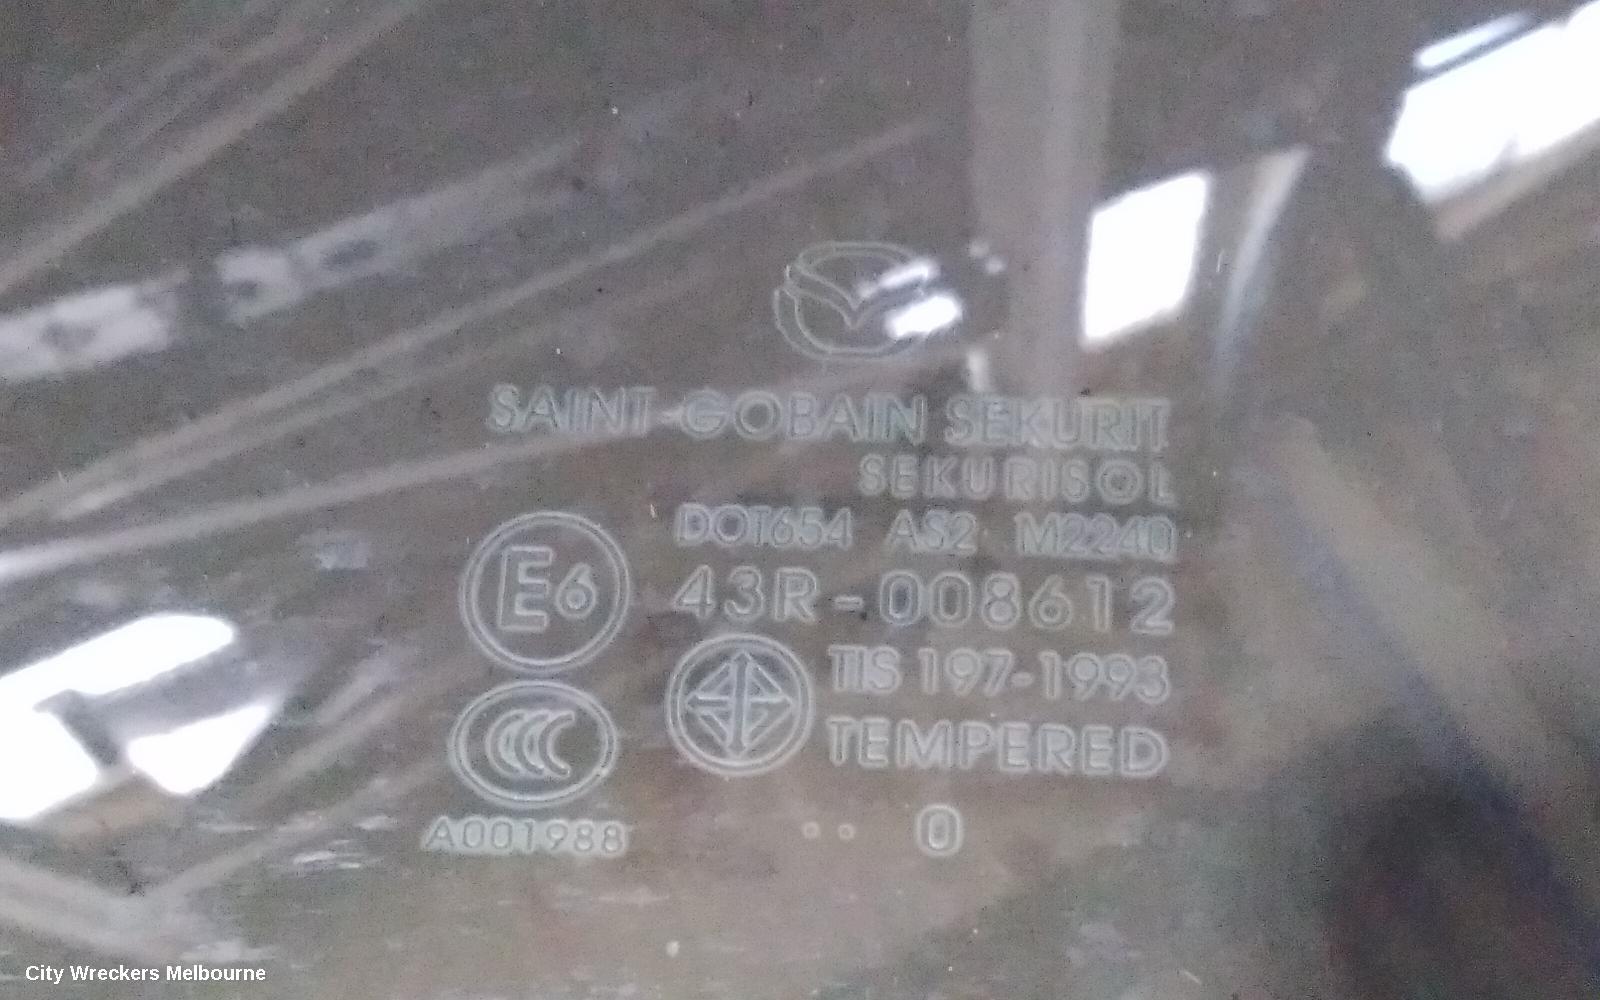 SAINT-GOBAIN SEKURIT
SEKURISOL
DOT654 AS2 M2240
E6
43R-008612
TIS 197-1993
TEMPERED
CCC
A001988
.. 0
City Wreckers Melbourne